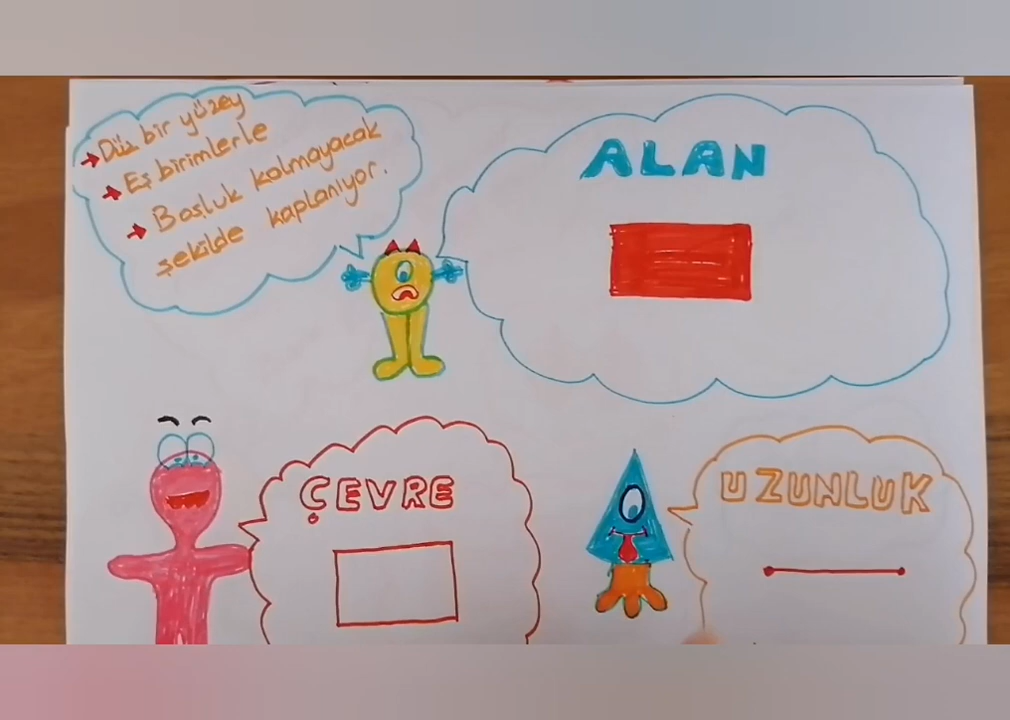 → Düz bir yüzey
→ Eş birimlerle
→ Boşluk kalmayacak
şekilde kaplanıyor.
ALAN
ÇEVRE
UZUNLUK